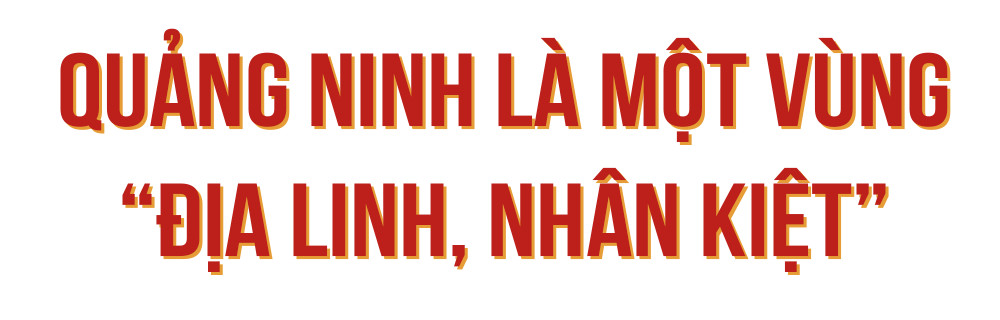 QUẢNG NINH LÀ MỘT VÙNG
“ĐỊA LINH, NHÂN KIỆT”